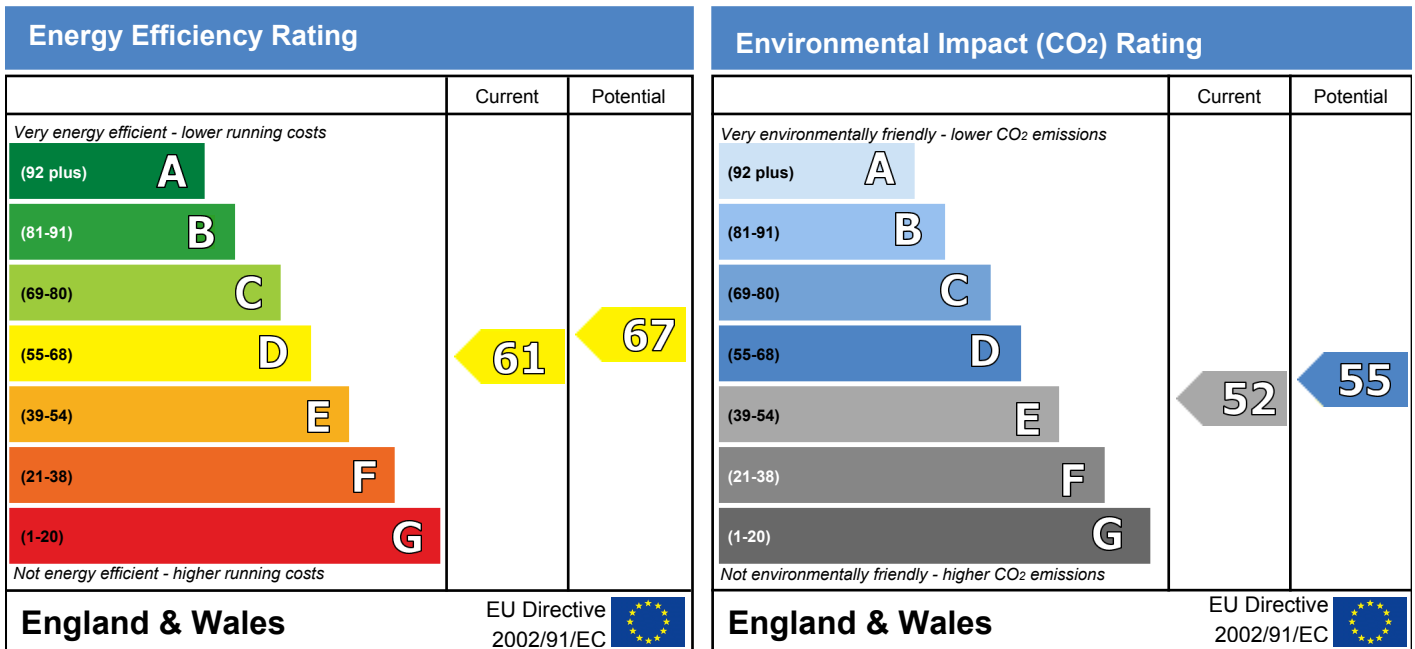 Energy Efficiency Rating
Current Potential
Very energy efficient - lower running costs
(92 plus) A
(81-91) B
(69-80) C
(55-68) D
(39-54) E
(21-38) F
(1-20) G
61
67
Not energy efficient - higher running costs
England & Wales
EU Directive
2002/91/EC
Environmental Impact (CO2) Rating
Current Potential
Very environmentally friendly - lower CO2 emissions
(92 plus) A
(81-91) B
(69-80) C
(55-68) D
(39-54) E
(21-38) F
(1-20) G
52
55
Not environmentally friendly - higher CO2 emissions
England & Wales
EU Directive
2002/91/EC